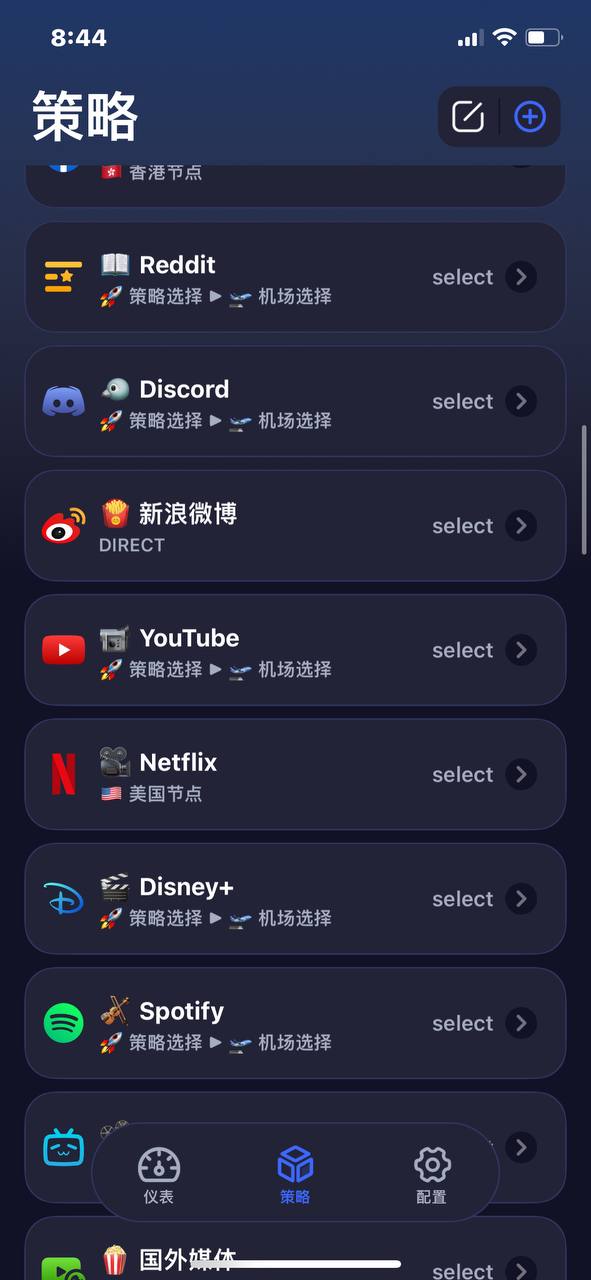 8:44
策略
香港节点
Reddit
策略选择 ▶ 机场选择
select
Discord
策略选择 ▶ 机场选择
select
新浪微博
DIRECT
select
YouTube
策略选择 ▶ 机场选择
select
Netflix
美国节点
select
Disney+
策略选择 ▶ 机场选择
select
Spotify
策略选择 ▶ 机场选择
select
仪表
策略
配置
国外媒体
select